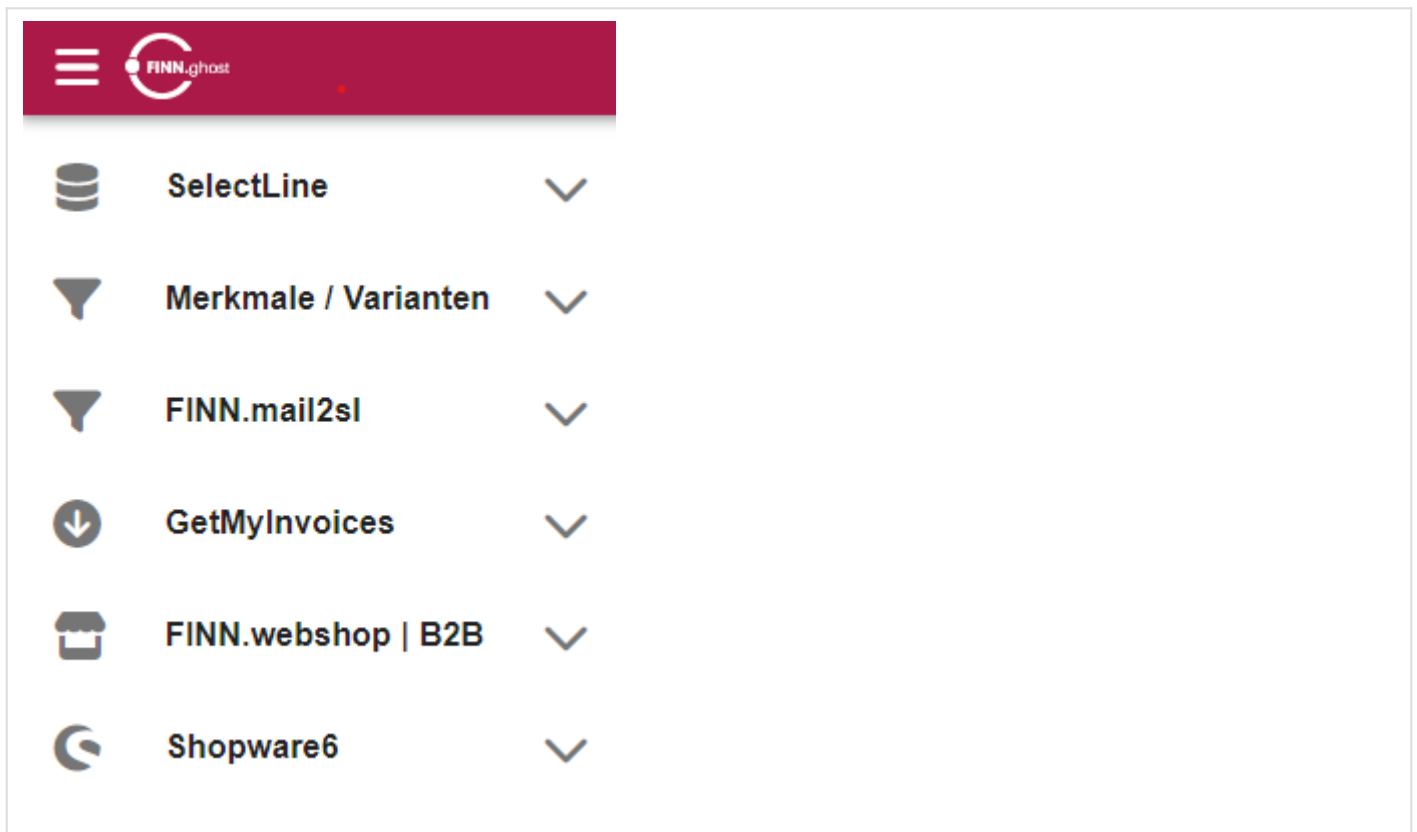 FINN.ghost
SelectLine
Merkmale / Varianten
FINN.mail2sl
GetMyInvoices
FINN.webshop | B2B
Shopware6